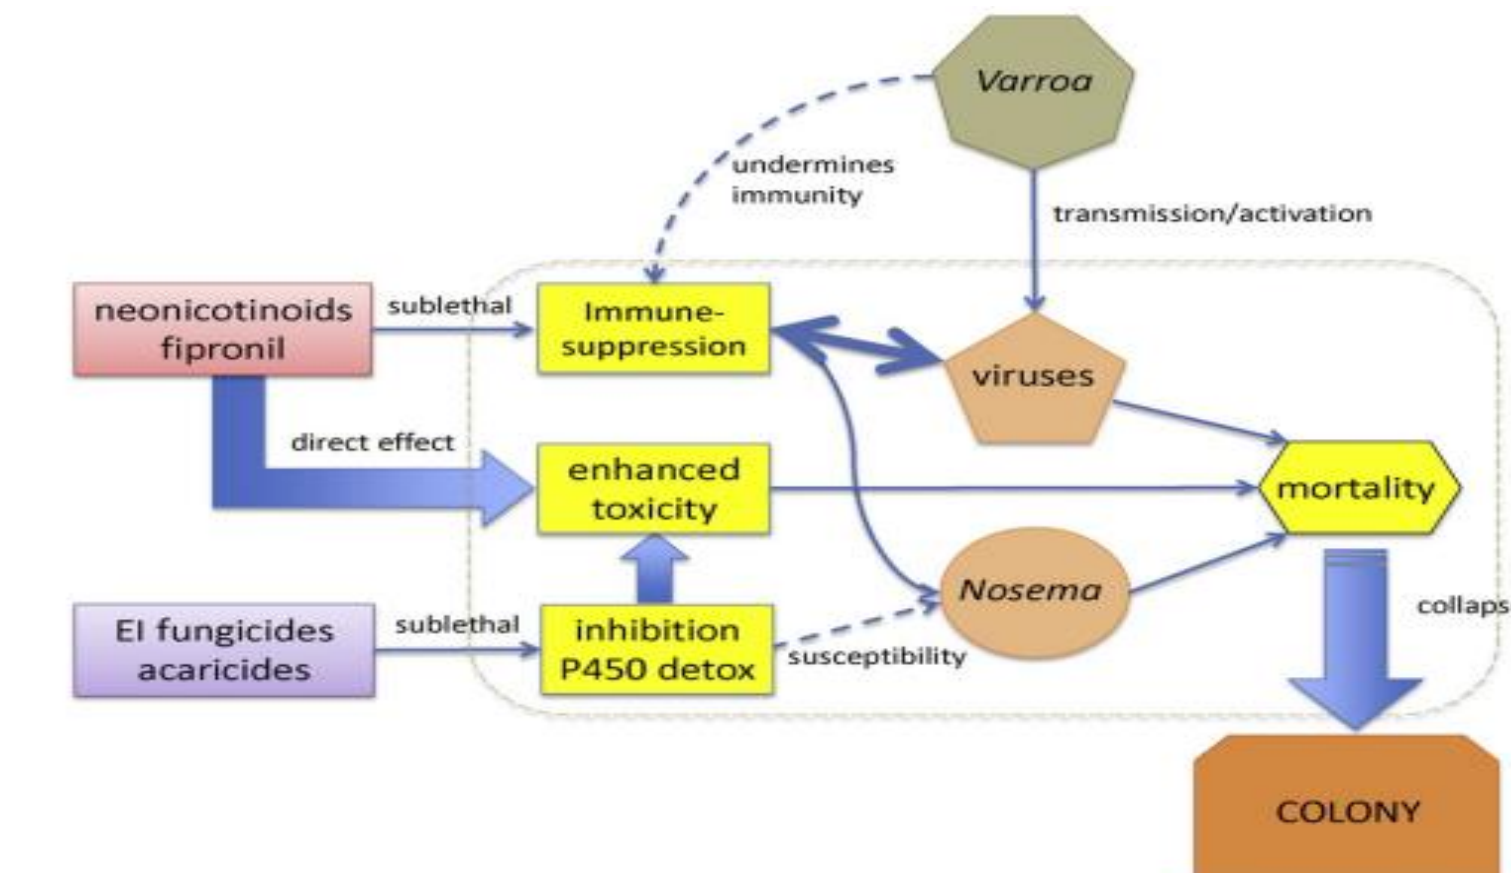 Varroa
undermines
immunity
transmission/activation
neonicotinoids
fipronil
sublethal
Immune-
suppression
viruses
direct effect
enhanced
toxicity
mortality
EI fungicides
acaricides
sublethal
inhibition
P450 detox
susceptibility
Nosema
collaps
COLONY